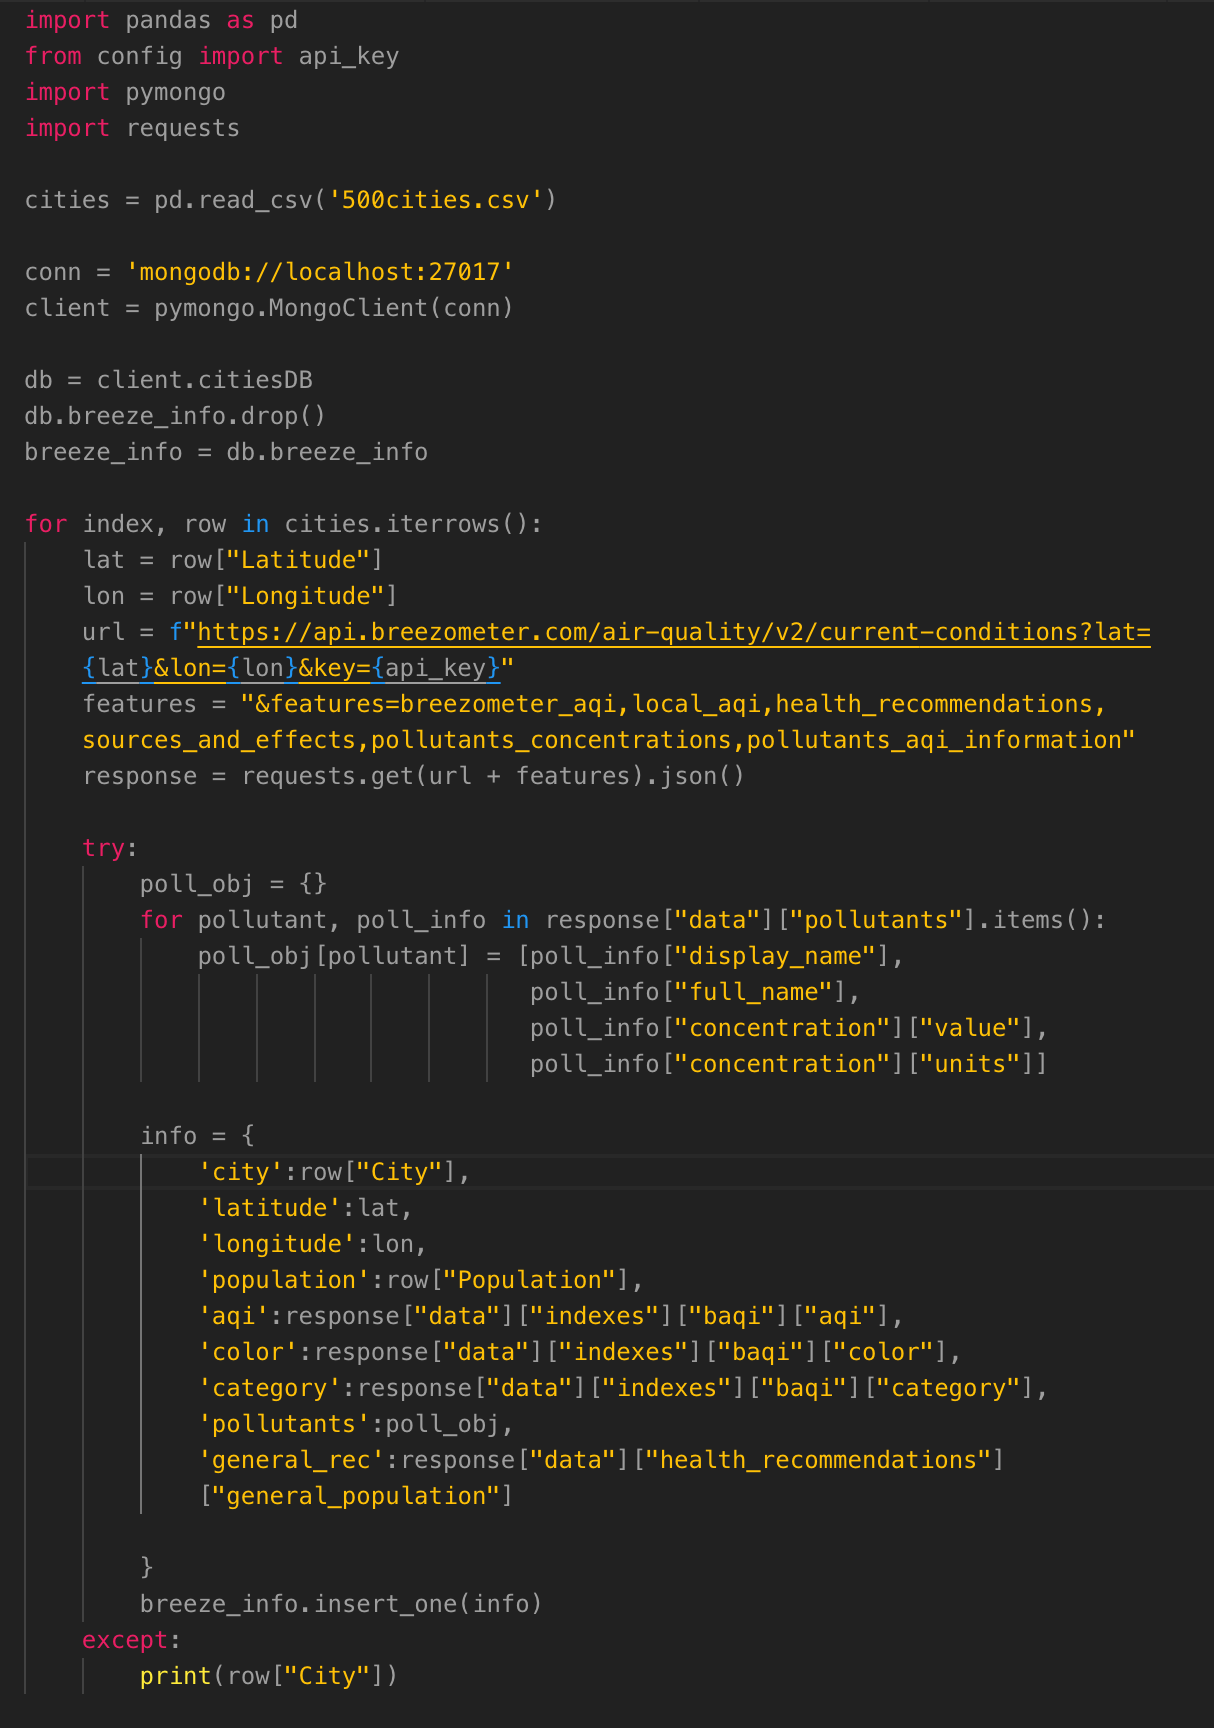 import pandas as pd
from config import api_key
import pymongo
import requests

cities = pd.read_csv('500cities.csv')

conn = 'mongodb://localhost:27017'
client = pymongo.MongoClient(conn)

db = client.citiesDB
db.breeze_info.drop()
breeze_info = db.breeze_info

for index, row in cities.iterrows():
    lat = row["Latitude"]
    lon = row["Longitude"]
    url = f"https://api.breezometer.com/air-quality/v2/current-conditions?lat=
    {lat}&lon={lon}&key={api_key}"
    features = "&features=breezometer_aqi,local_aqi,health_recommendations,
    sources_and_effects,pollutants_concentrations,pollutants_aqi_information"
    response = requests.get(url + features).json()

    try:
        poll_obj = {}
        for pollutant, poll_info in response["data"]["pollutants"].items():
            poll_obj[pollutant] = [poll_info["display_name"],
                                   poll_info["full_name"],
                                   poll_info["concentration"]["value"],
                                   poll_info["concentration"]["units"]]

        info = {
            'city':row["City"],
            'latitude':lat,
            'longitude':lon,
            'population':row["Population"],
            'aqi':response["data"]["indexes"]["baqi"]["aqi"],
            'color':response["data"]["indexes"]["baqi"]["color"],
            'category':response["data"]["indexes"]["baqi"]["category"],
            'pollutants':poll_obj,
            'general_rec':response["data"]["health_recommendations"]
            ["general_population"]

        }
        breeze_info.insert_one(info)
    except:
        print(row["City"])